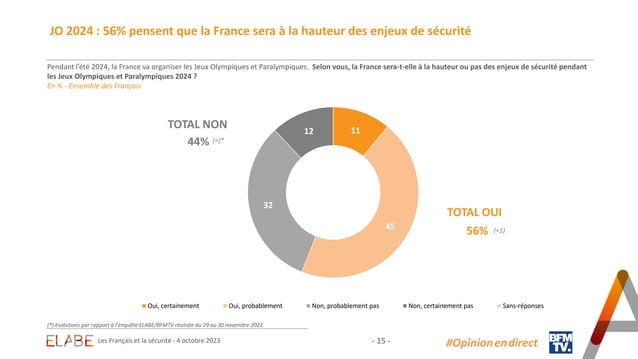 JO 2024 : 56% pensent que la France sera à la hauteur des enjeux de sécurité
Pendant l'été 2024, la France va organiser les Jeux Olympiques et Paralympiques. Selon vous, la France sera-t-elle à la hauteur ou pas des enjeux de sécurité pendant
les Jeux Olympiques et Paralympiques 2024 ?
En % - Ensemble des Français
TOTAL NON
44% (=)*
12
11
32
45
TOTAL OUI
56% (+1)
Oui, certainement
Oui, probablement
Non, probablement pas
Non, certainement pas
Sans-réponses
(*) Evolutions par rapport à l'enquête ELABE/BFMTV réalisée du 29 au 30 novembre 2022.
ELABE
Les Français et la sécurité - 4 octobre 2023
- 15 -
#Opinion en direct
BFM
TV.